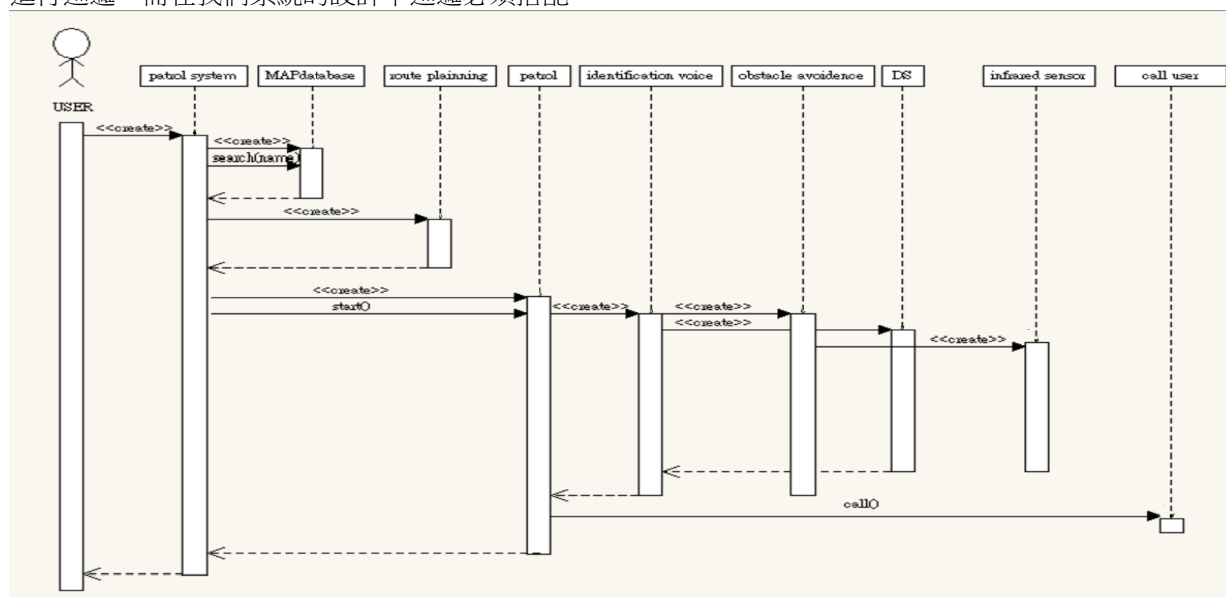 patrol system MAPdatabase route plainning patrol identification voice obstacle avoidence DS infrared sensor call user
USER
<<create>>
<<create>>
search(name)
<<create>>
<<create>>
start()
<<create>> <<create>>
<<create>>
<<create>>
call()